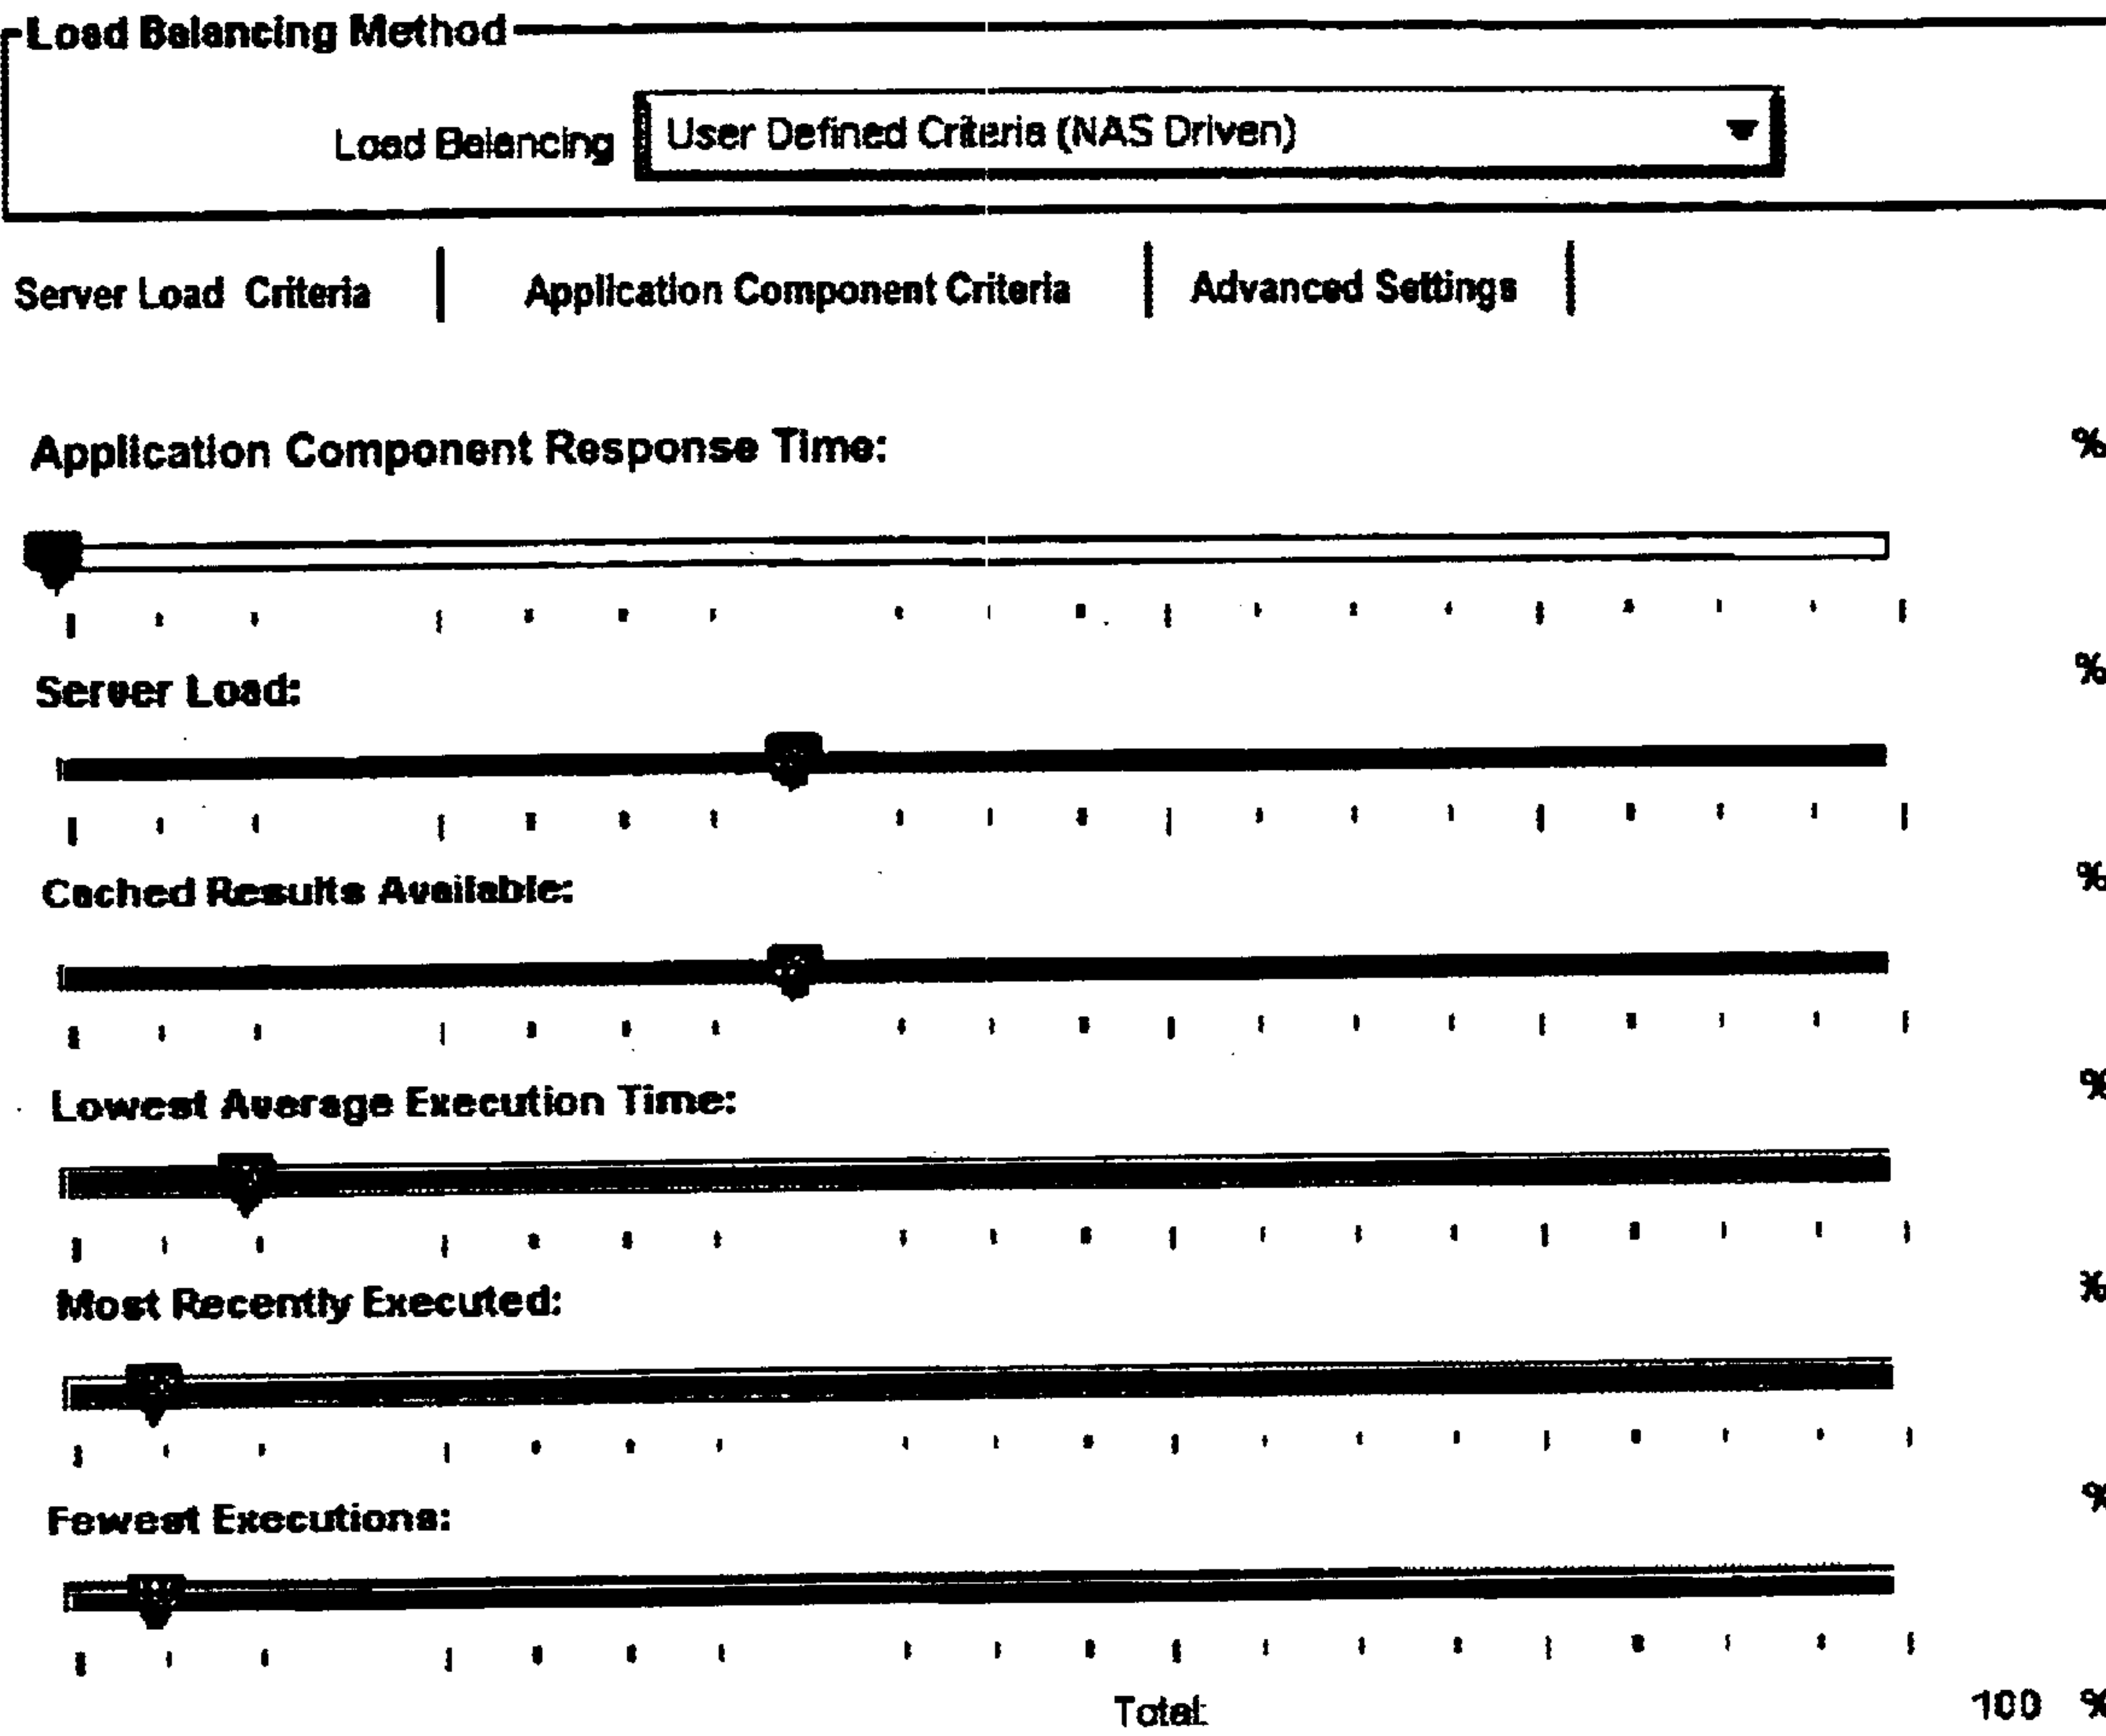 Load Balancing Method
Load Balancing User Defined Criteria (NAS Driven)
Server Load Criteria Application Component Criteria Advanced Settings
Application Component Response Time: %
Server Load: %
Cached Results Available: %
Lowest Average Execution Time: %
Most Recently Executed: %
Fewest Executions: %
Total: 100 %